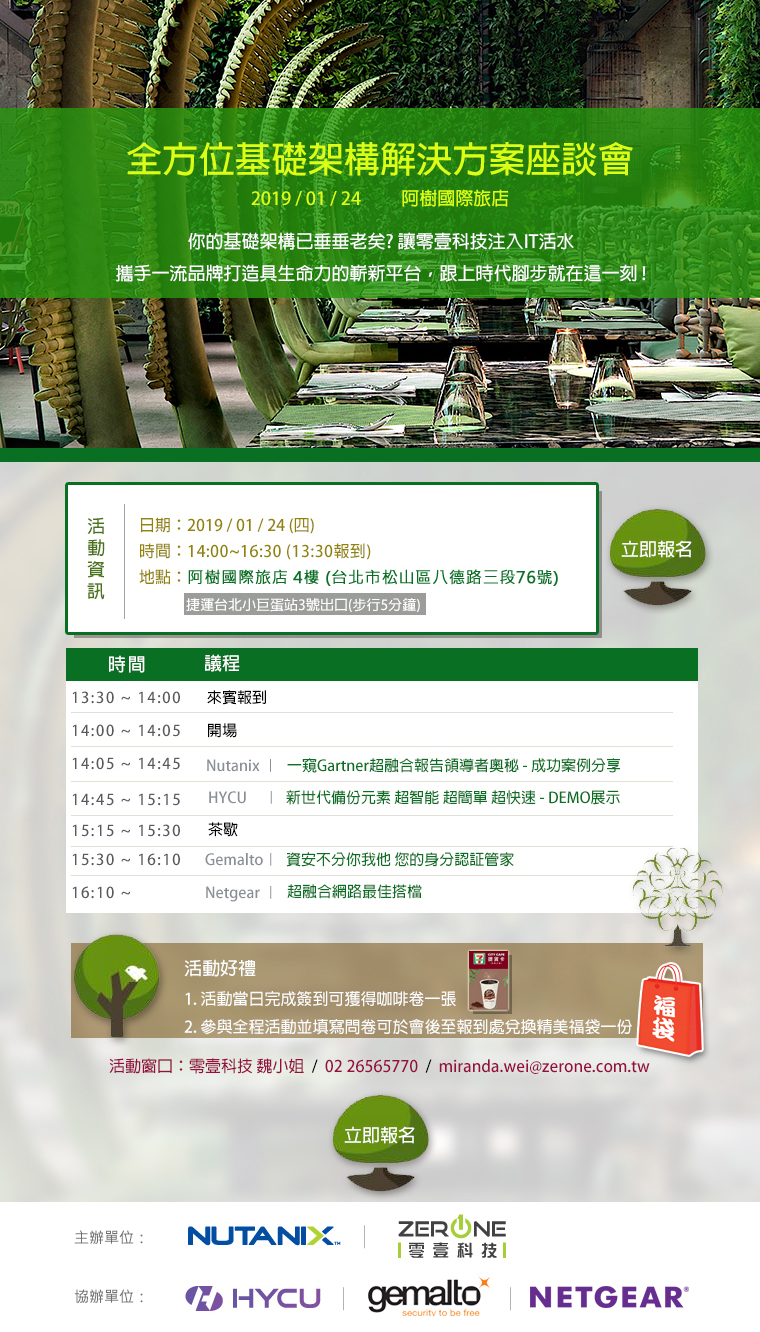 全方位基礎架構解決方案座談會
2019 / 01 / 24 阿樹國際旅店
你的基礎架構已垂垂老矣? 讓零壹科技注入IT活水
攜手一流品牌打造具生命力的嶄新平台，跟上時代腳步就在這一刻!
活動資訊
日期：2019 / 01 / 24 (四)
時間：14:00~16:30 (13:30報到)
地點：阿樹國際旅店 4樓 (台北市松山區八德路三段76號)
捷運台北小巨蛋站3號出口(步行5分鐘)
立即報名
時間 議程
13:30 ~ 14:00 來賓報到
14:00 ~ 14:05 開場
14:05 ~ 14:45 Nutanix | 一窺Gartner超融合報告領導者奧秘 - 成功案例分享
14:45 ~ 15:15 HYCU | 新世代備份元素 超智能 超簡單 超快速 - DEMO展示
15:15 ~ 15:30 茶歇
15:30 ~ 16:10 Gemalto | 資安不分你我他 您的身分認証管家
16:10 ~ Netgear | 超融合網路最佳搭檔
活動好禮
1. 活動當日完成簽到可獲得咖啡卷一張
2. 參與全程活動並填寫問卷可於會後至報到處兌換精美福袋一份
CITY CAFE
福袋
活動窗口：零壹科技 魏小姐 / 02 26565770 / miranda.wei@zerone.com.tw
立即報名
主辦單位： NUTANIX™ ZERONE
零壹科技
協辦單位： HYCU gemalto NETGEAR®
security to be free